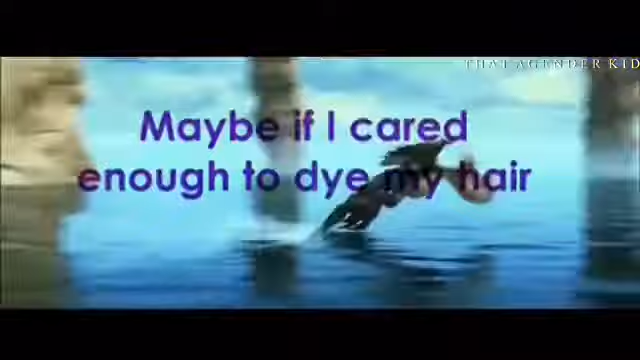 THAT AGENDER KID
Maybe if I cared
enough to dye my hair